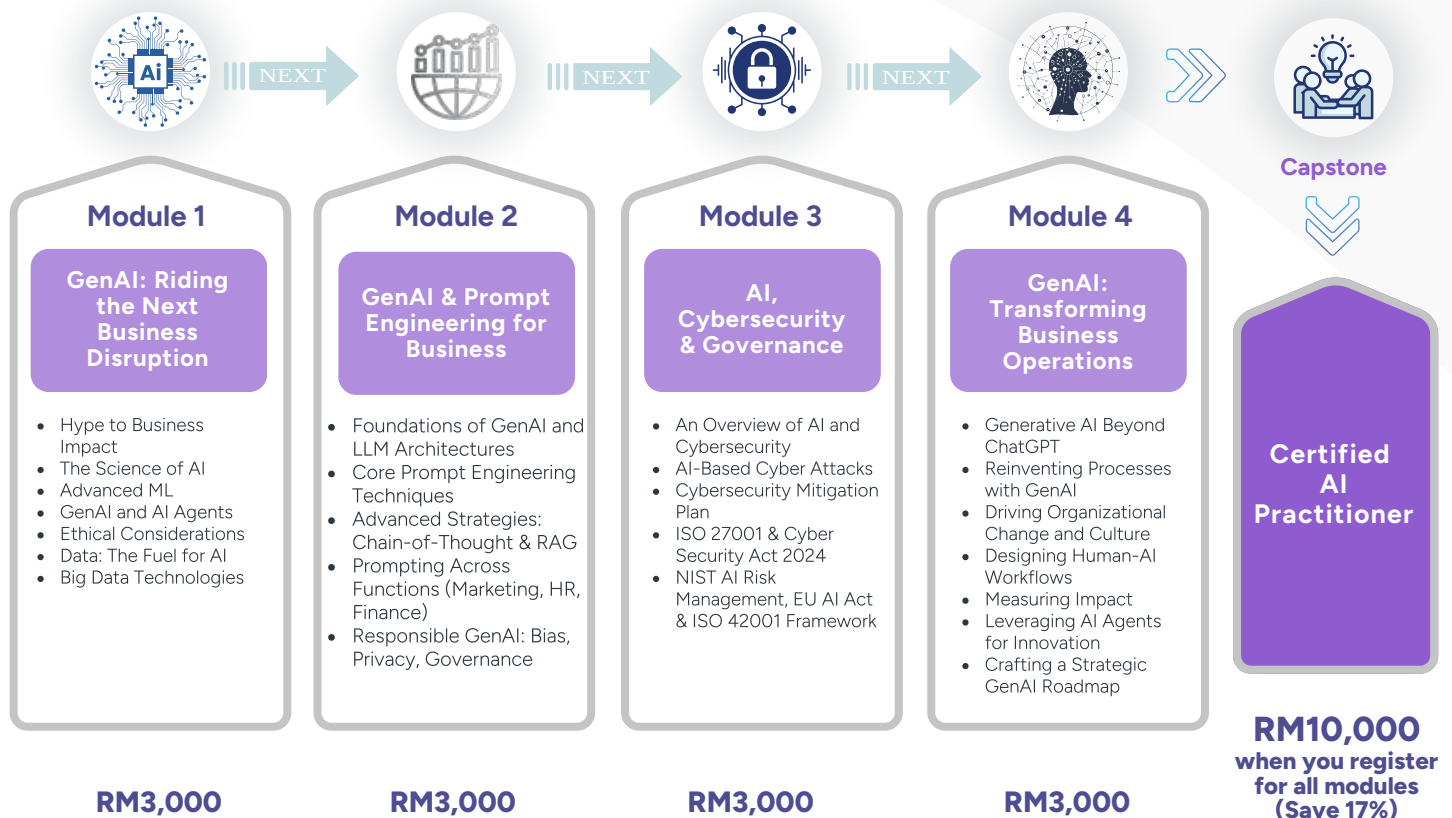 Ai
NEXT
NEXT
NEXT
Capstone
Module 1
GenAI: Riding
the Next
Business
Disruption
• Hype to Business
Impact
• The Science of AI
• Advanced ML
• GenAI and AI Agents
• Ethical Considerations
• Data: The Fuel for AI
• Big Data Technologies
RM3,000
Module 2
GenAI & Prompt
Engineering for
Business
• Foundations of GenAI and
LLM Architectures
• Core Prompt Engineering
Techniques
• Advanced Strategies:
Chain-of-Thought & RAG
• Prompting Across
Functions (Marketing, HR,
Finance)
• Responsible GenAI: Bias,
Privacy, Governance
RM3,000
Module 3
AI,
Cybersecurity
& Governance
• An Overview of AI and
Cybersecurity
• AI-Based Cyber Attacks
• Cybersecurity Mitigation
Plan
• ISO 27001 & Cyber
Security Act 2024
• NIST AI Risk
Management, EU AI Act
& ISO 42001 Framework
RM3,000
Module 4
GenAI:
Transforming
Business
Operations
• Generative AI Beyond
ChatGPT
• Reinventing Processes
with GenAI
• Driving Organizational
Change and Culture
• Designing Human-AI
Workflows
• Measuring Impact
• Leveraging AI Agents
for Innovation
• Crafting a Strategic
GenAI Roadmap
RM3,000
Certified
AI
Practitioner
RM10,000
when you register
for all modules
(Save 17%)